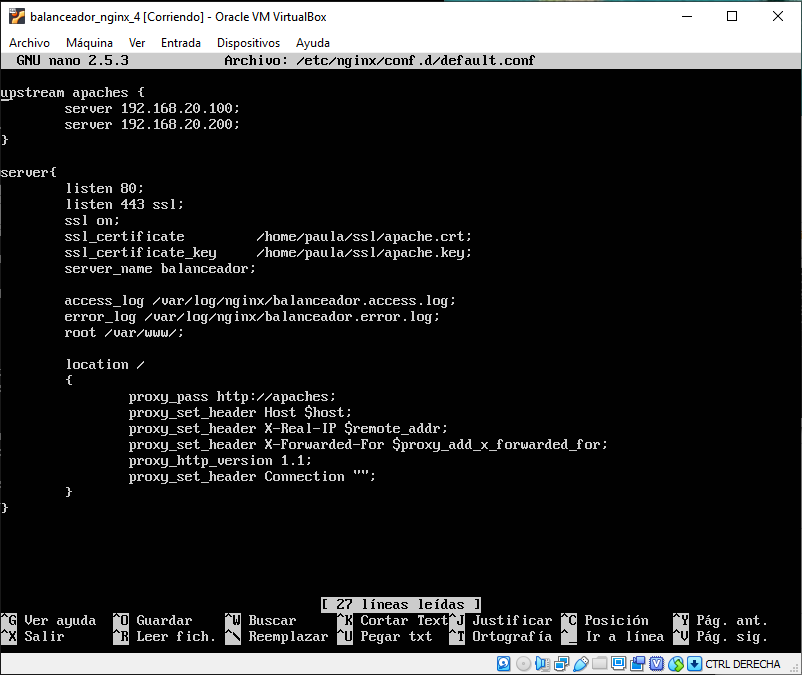 balanceador_nginx_4 [Corriendo] - Oracle VM VirtualBox
Archivo Máquina Ver Entrada Dispositivos Ayuda
GNU nano 2.5.3 Archivo: /etc/nginx/conf.d/default.conf
upstream apaches {
server 192.168.20.100;
server 192.168.20.200;
}
server{
listen 80;
listen 443 ssl;
ssl on;
ssl_certificate /home/paula/ssl/apache.crt;
ssl_certificate_key /home/paula/ssl/apache.key;
server_name balanceador;
access_log /var/log/nginx/balanceador.access.log;
error_log /var/log/nginx/balanceador.error.log;
root /var/www/;
location /
{
proxy_pass http://apaches;
proxy_set_header Host $host;
proxy_set_header X-Real-IP $remote_addr;
proxy_set_header X-Forwarded-For $proxy_add_x_forwarded_for;
proxy_http_version 1.1;
proxy_set_header Connection "";
}
}
[ 27 líneas leídas ]
^G Ver ayuda ^O Guardar ^W Buscar ^K Cortar Text ^J Justificar ^C Posición ^Y Pág. ant.
^X Salir ^R Leer fich. ^\ Reemplazar ^U Pegar txt ^T Ortografía ^_ Ir a línea ^V Pág. sig.
CTRL DERECHA